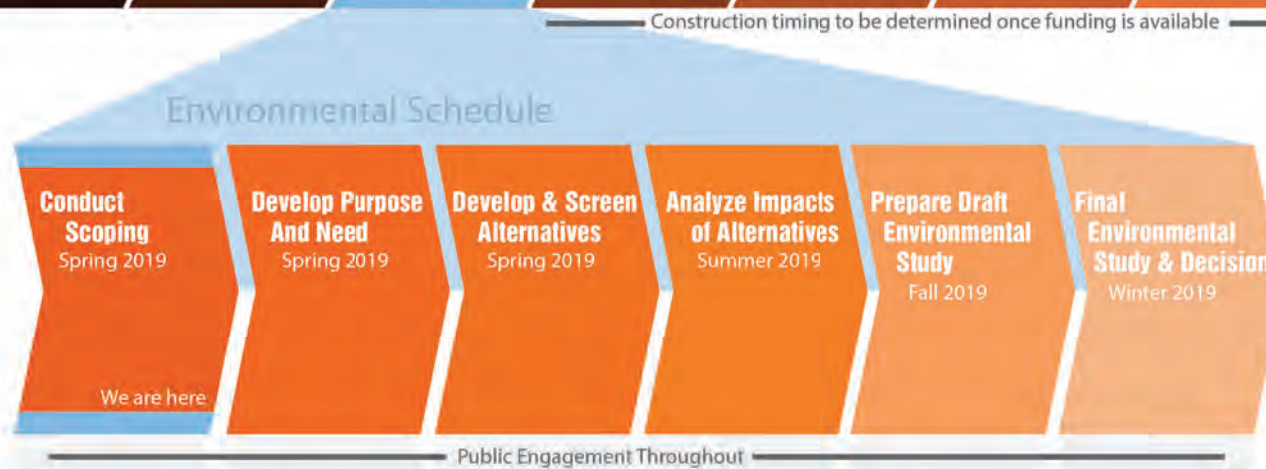 Construction timing to be determined once funding is available
Environmental Schedule
Conduct
Scoping
Spring 2019
We are here
Develop Purpose
And Need
Spring 2019
Develop & Screen
Alternatives
Spring 2019
Analyze Impacts
of Alternatives
Summer 2019
Prepare Draft
Environmental
Study
Fall 2019
Final
Environmental
Study & Decision
Winter 2019
Public Engagement Throughout